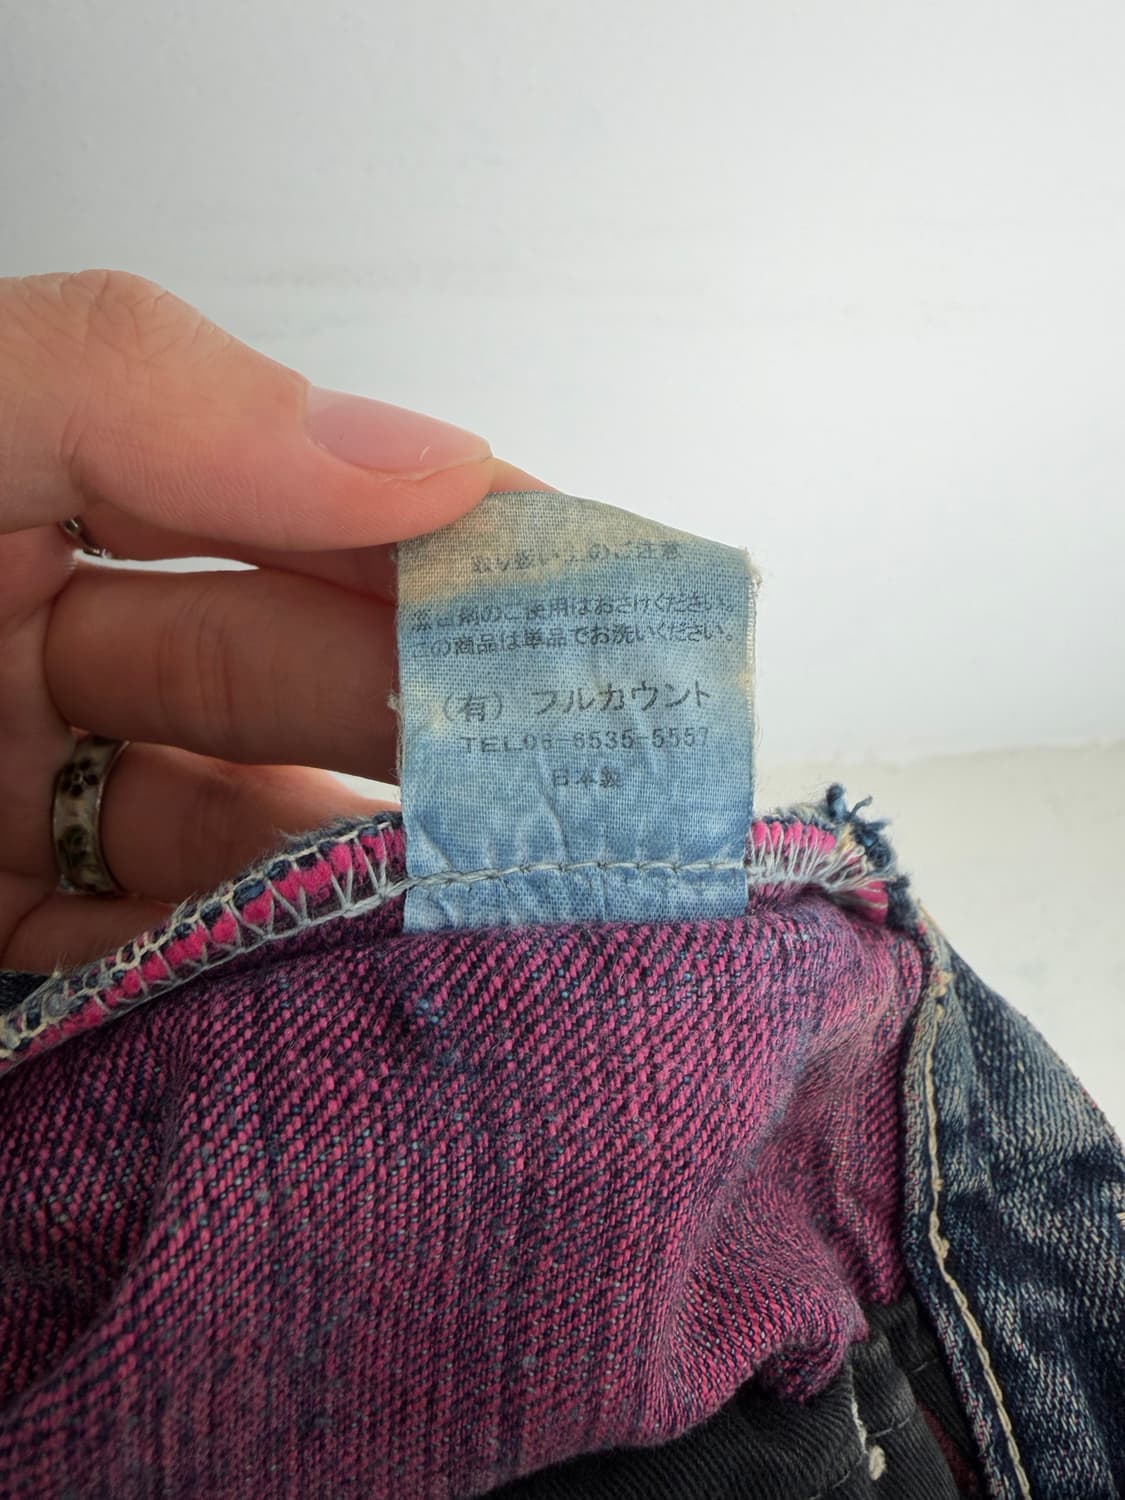 取り扱い上のご注意
漂白剤のご使用はおさけください。
この商品は単品でお洗いください。
（有）フルカウント
TEL06-6535-5557
日本製